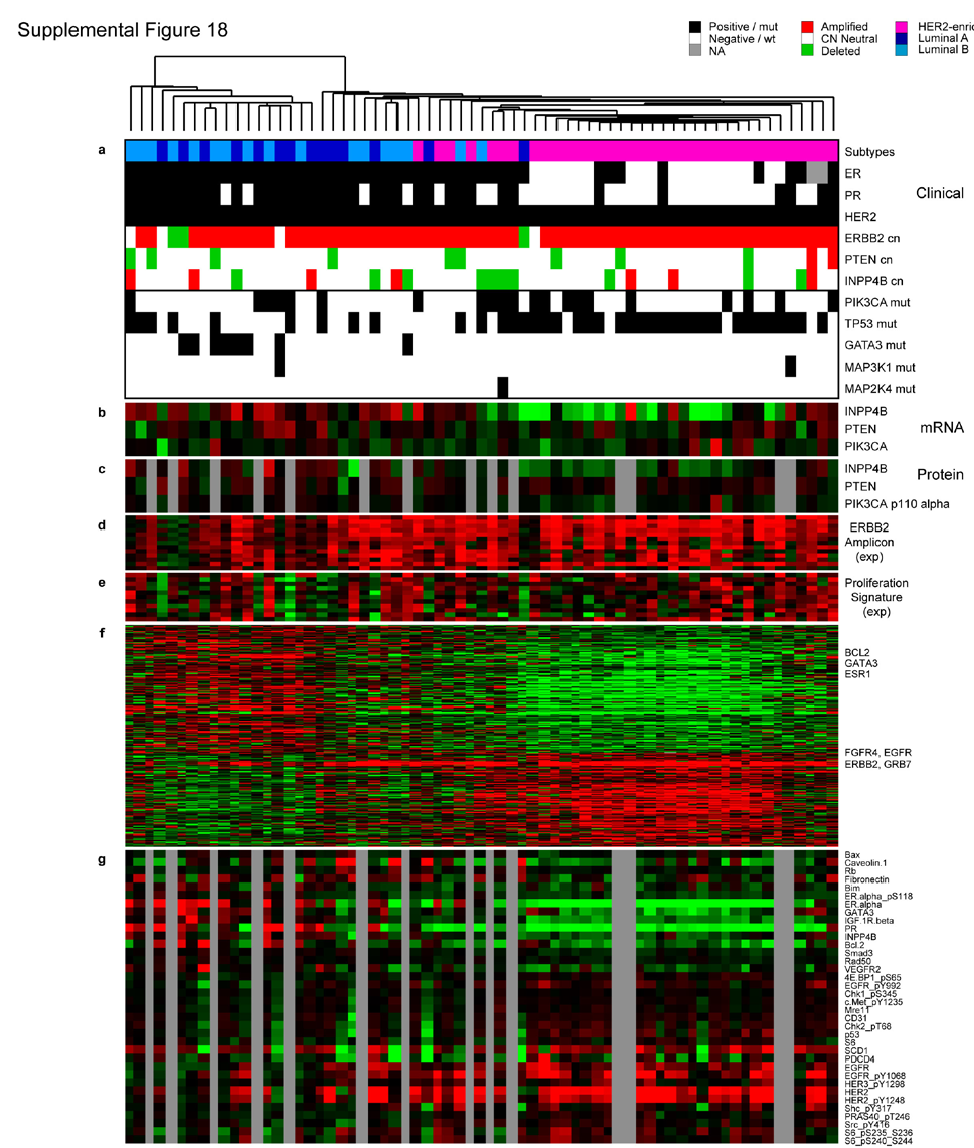 Supplemental Figure 18
Positive / mut
Negative / wt
NA
Amplified
CN Neutral
Deleted
HER2-enric
Luminal A
Luminal B
a
Subtypes
ER
PR
HER2
ERBB2 cn
PTEN cn
INPP4B cn
PIK3CA mut
TP53 mut
GATA3 mut
MAP3K1 mut
MAP2K4 mut
Clinical
b
INPP4B
PTEN
PIK3CA
mRNA
c
INPP4B
PTEN
PIK3CA p110 alpha
Protein
d
ERBB2
Amplicon
(exp)
e
Proliferation
Signature
(exp)
f
BCL2
GATA3
ESR1
FGFR4, EGFR
ERBB2, GRB7
g
Bax
Caveolin.1
Rb
Fibronectin
Bim
ER.alpha_pS118
ER.alpha
GATA3
IGF.1R.beta
PR
INPP4B
Bcl.2
Smad3
Rad50
VEGFR2
4E.BP1_pS65
EGFR_pY992
Chk1_pS345
c.Met_pY1235
Mre11
CD31
Chk2_pT68
p53
S6
SCD1
PDCD4
EGFR
EGFR_pY1068
HER3_pY1298
HER2
HER2_pY1248
Shc_pY317
PRAS40_pT246
Src_pY416
S6_pS235_S236
S6_pS240_S244